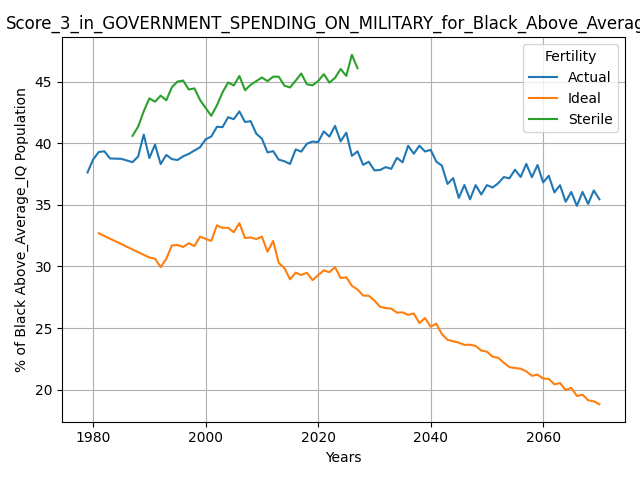 Score_3_in_GOVERNMENT_SPENDING_ON_MILITARY_for_Black_Above_Averag
Fertility
Actual
Ideal
Sterile
% of Black Above_Average_IQ Population
45
40
35
30
25
20
1980 2000 2020 2040 2060
Years